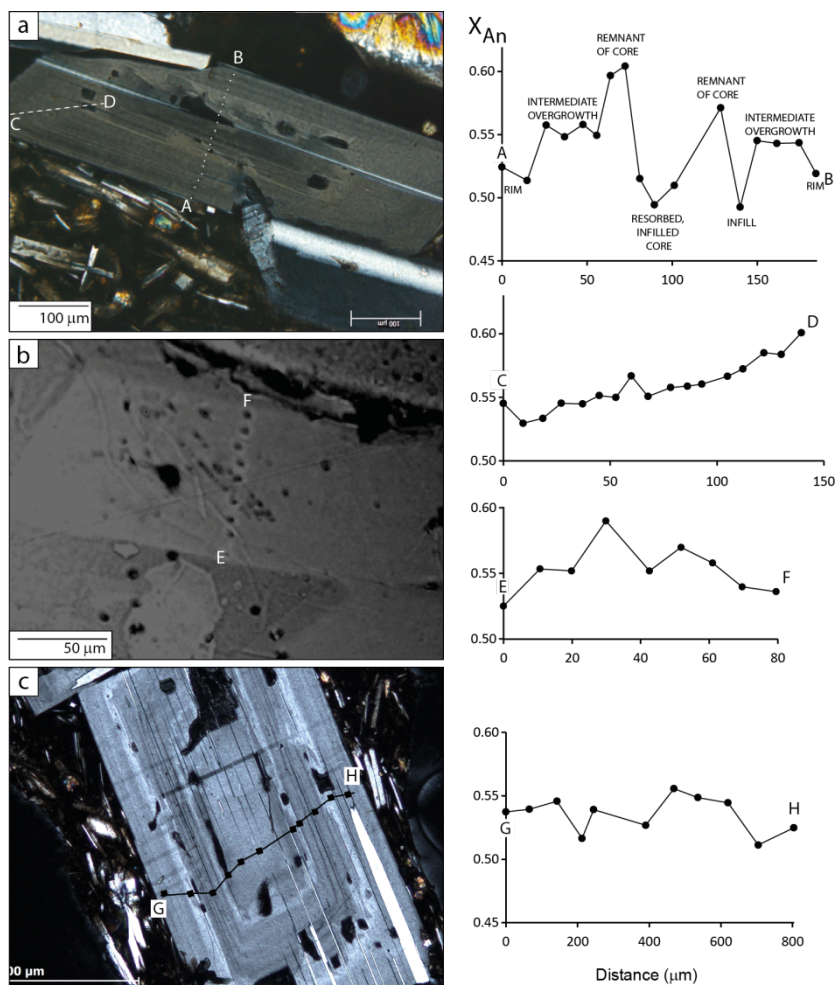 a
B
D
C
A
100 μm
100 μm
X An
0.60
0.55
0.50
0.45
A
RIM
INTERMEDIATE
OVERGROWTH
REMNANT
OF CORE
RESORBED,
INFILLED
CORE
REMNANT
OF CORE
INFILL
INTERMEDIATE
OVERGROWTH
RIM
B
0
50
100
150
0.60
0.55
0.50
C
D
0
50
100
150
b
F
E
50 μm
0.60
0.55
0.50
E
F
0
20
40
60
80
c
H
G
00 μm
0.60
0.55
0.50
0.45
G
H
0
200
400
600
800
Distance (μm)